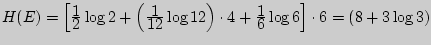 H(E) = [1/2 log 2 + (1/12 log 12) · 4 + 1/6 log 6] · 6 = (8 + 3 log 3)